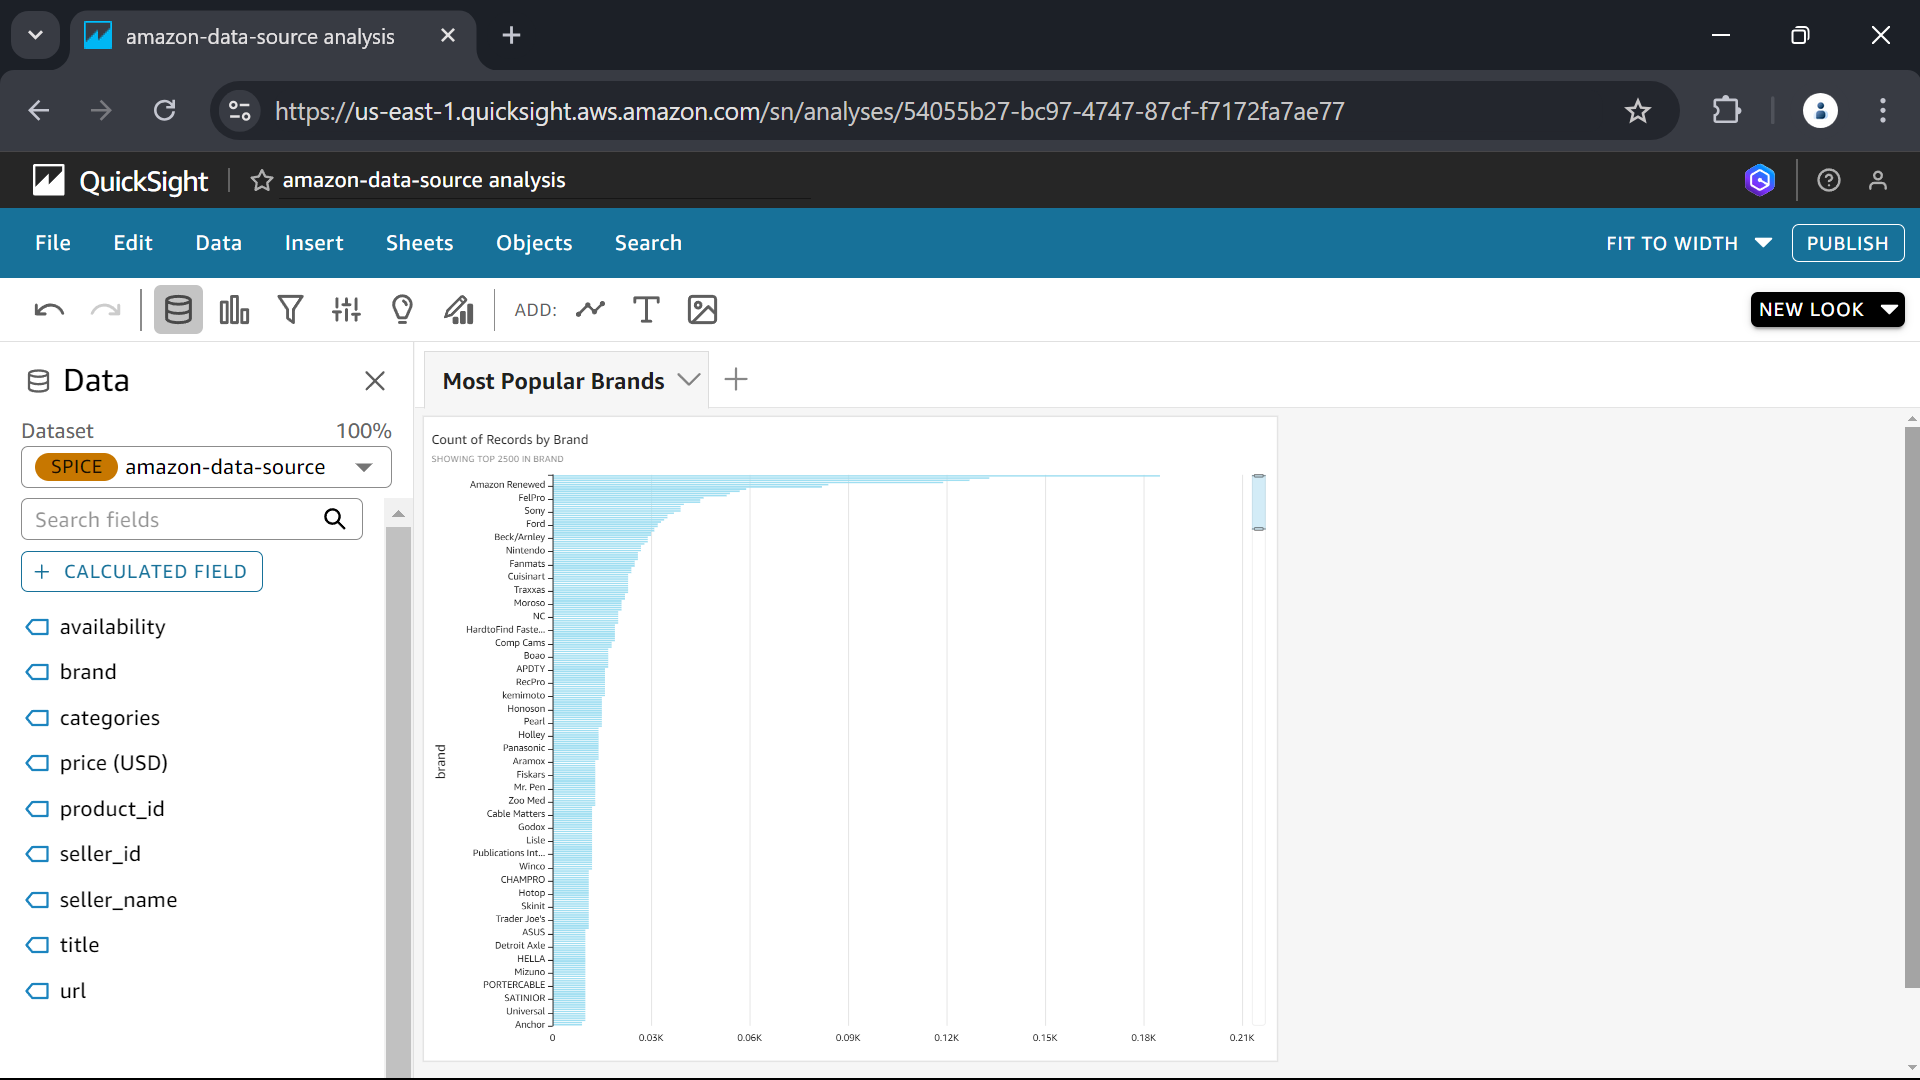 amazon-data-source analysis
https://us-east-1.quicksight.aws.amazon.com/sn/analyses/54055b27-bc97-4747-87cf-f7172fa7ae77
QuickSight
amazon-data-source analysis
File Edit Data Insert Sheets Objects Search
FIT TO WIDTH
PUBLISH
ADD:
NEW LOOK
Data
Dataset 100%
SPICE amazon-data-source
Search fields
CALCULATED FIELD
availability
brand
categories
price (USD)
product_id
seller_id
seller_name
title
url
Most Popular Brands
Count of Records by Brand
SHOWING TOP 2500 IN BRAND
brand
Amazon Renewed
FelPro
Sony
Ford
Beck/Arnley
Nintendo
Fanmats
Cuisinart
Traxxas
Moroso
NC
HardtoFind Faste...
Comp Cams
Boao
APDTY
RecPro
kemimoto
Honoson
Pearl
Holley
Panasonic
Aramox
Fiskars
Mr. Pen
Zoo Med
Cable Matters
Godox
Lisle
Publications Int...
Winco
CHAMPRO
Hotop
Skinit
Trader Joe's
ASUS
Detroit Axle
HELLA
Mizuno
PORTERCABLE
SATINIOR
Universal
Anchor
0 0.03K 0.06K 0.09K 0.12K 0.15K 0.18K 0.21K